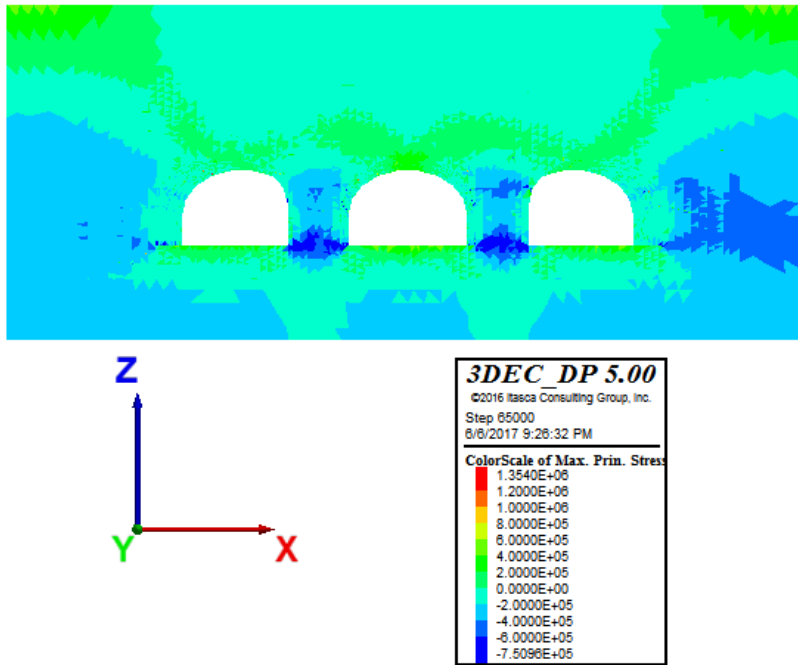 Z
Y
X
3DEC_DP 5.00
©2016 Itasca Consulting Group, Inc.
Step 65000
6/6/2017 9:26:32 PM
ColorScale of Max. Prin. Stress
1.3540E+06
1.2000E+06
1.0000E+06
8.0000E+05
6.0000E+05
4.0000E+05
2.0000E+05
0.0000E+00
-2.0000E+05
-4.0000E+05
-6.0000E+05
-7.5096E+05